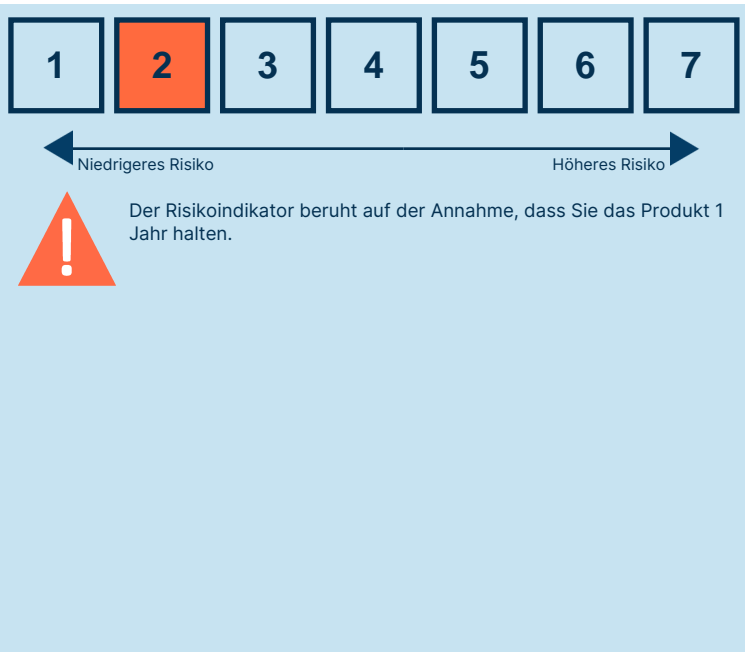 1 2 3 4 5 6 7
Niedrigeres Risiko Höheres Risiko
Der Risikoindikator beruht auf der Annahme, dass Sie das Produkt 1
Jahr halten.
!